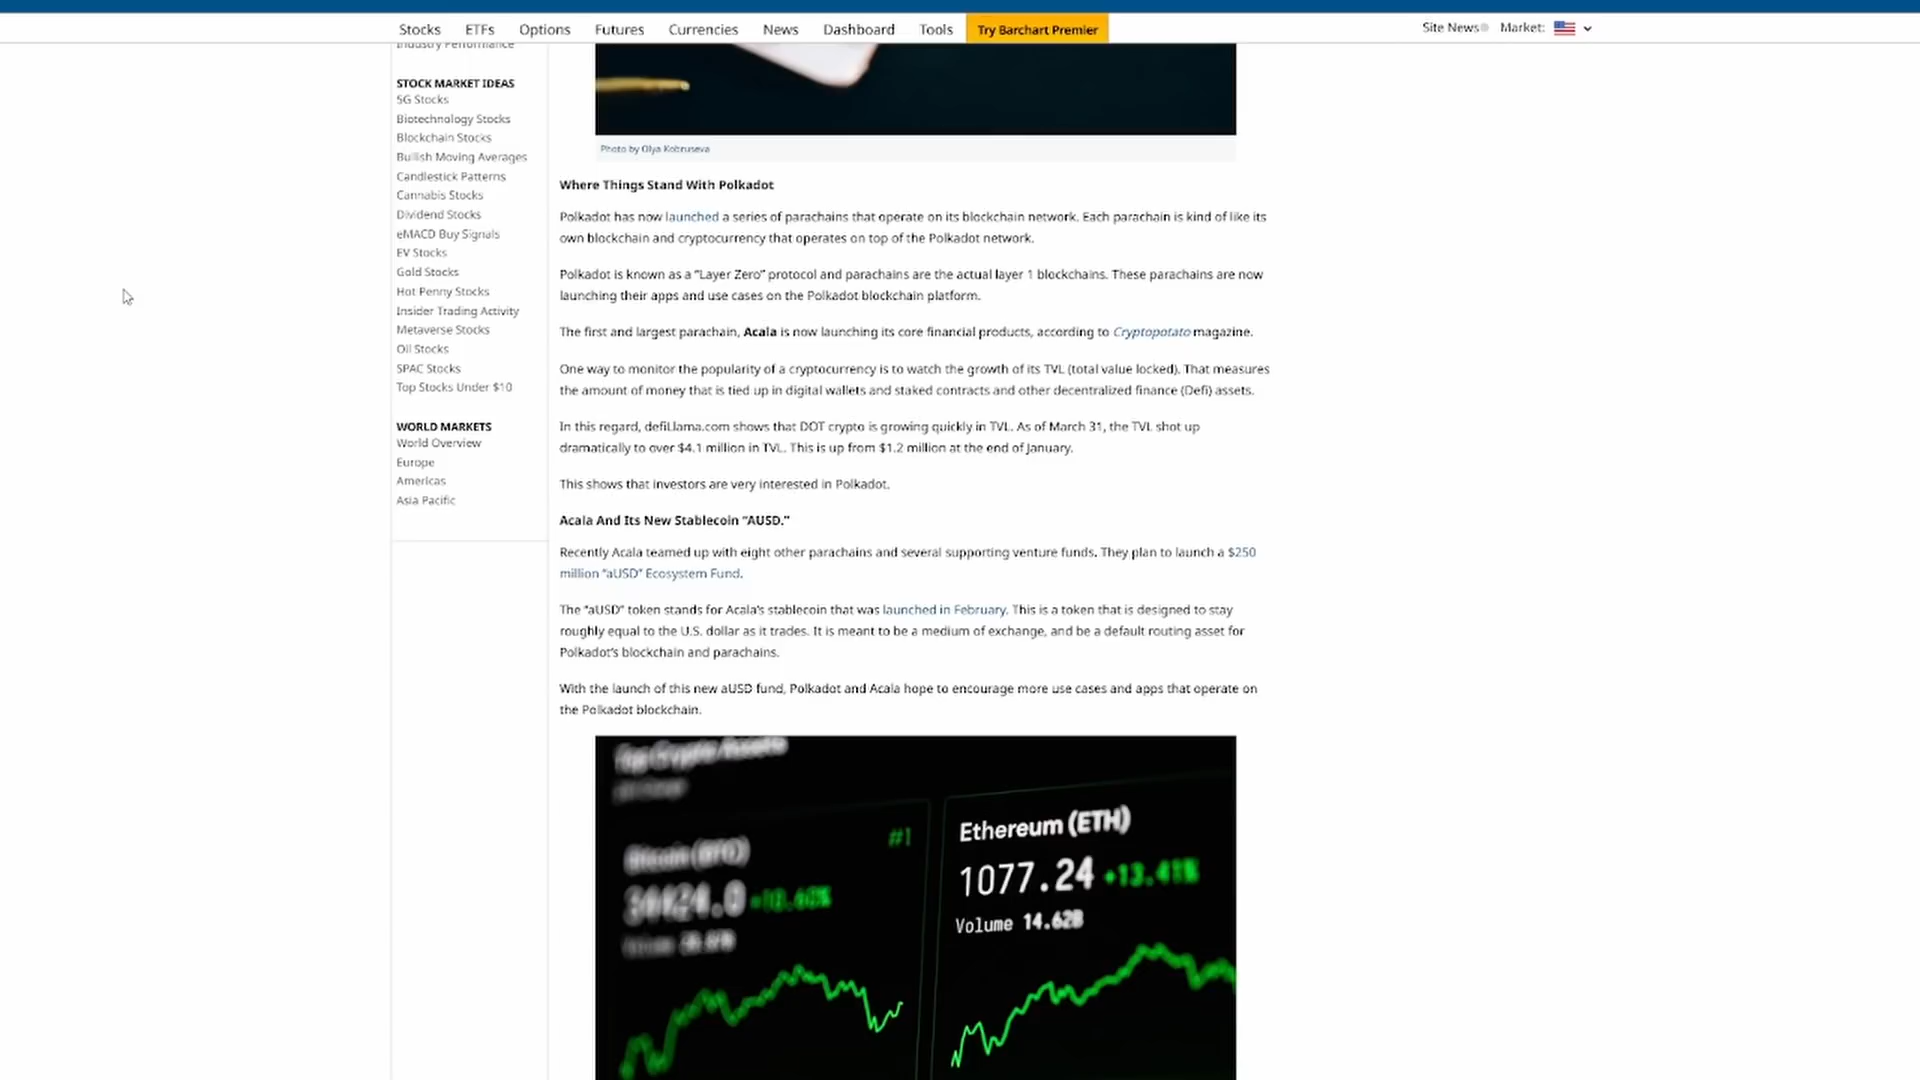 Stocks ETFs Options Futures Currencies News Dashboard Tools Try Barchart Premier Site News Market:
Industry Performance
STOCK MARKET IDEAS
5G Stocks
Biotechnology Stocks
Blockchain Stocks
Bullish Moving Averages
Candlestick Patterns
Cannabis Stocks
Dividend Stocks
eMACD Buy Signals
EV Stocks
Gold Stocks
Hot Penny Stocks
Insider Trading Activity
Metaverse Stocks
Oil Stocks
SPAC Stocks
Top Stocks Under $10
WORLD MARKETS
World Overview
Europe
Americas
Asia Pacific
Photo by Olya Kobruseva
Where Things Stand With Polkadot
Polkadot has now launched a series of parachains that operate on its blockchain network. Each parachain is kind of like its
own blockchain and cryptocurrency that operates on top of the Polkadot network.
Polkadot is known as a “Layer Zero” protocol and parachains are the actual layer 1 blockchains. These parachains are now
launching their apps and use cases on the Polkadot blockchain platform.
The first and largest parachain, Acala is now launching its core financial products, according to Cryptopotato magazine.
One way to monitor the popularity of a cryptocurrency is to watch the growth of its TVL (total value locked). That measures
the amount of money that is tied up in digital wallets and staked contracts and other decentralized finance (Defi) assets.
In this regard, defiLlama.com shows that DOT crypto is growing quickly in TVL. As of March 31, the TVL shot up
dramatically to over $4.1 million in TVL. This is up from $1.2 million at the end of January.
This shows that investors are very interested in Polkadot.
Acala And Its New Stablecoin “AUSD.”
Recently Acala teamed up with eight other parachains and several supporting venture funds. They plan to launch a $250
million “aUSD” Ecosystem Fund.
The “aUSD” token stands for Acala’s stablecoin that was launched in February. This is a token that is designed to stay
roughly equal to the U.S. dollar as it trades. It is meant to be a medium of exchange, and be a default routing asset for
Polkadot’s blockchain and parachains.
With the launch of this new aUSD fund, Polkadot and Acala hope to encourage more use cases and apps that operate on
the Polkadot blockchain.
Top Crypto Assets
Bitcoin (BTC) #1
34424.0
Ethereum (ETH)
1077.24 +13.41%
Volume 14.62B